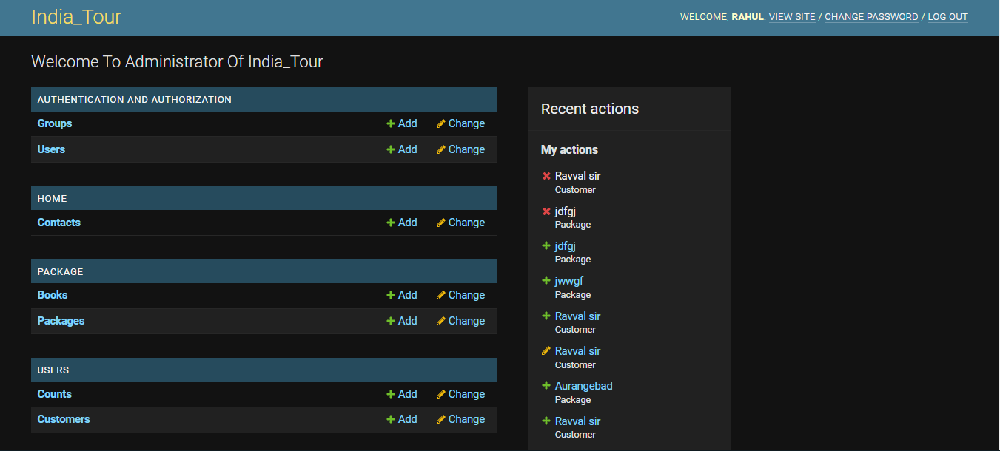 India_Tour
WELCOME, RAHUL. VIEW SITE / CHANGE PASSWORD / LOG OUT
Welcome To Administrator Of India_Tour
AUTHENTICATION AND AUTHORIZATION
Groups Add Change
Users Add Change
HOME
Contacts Add Change
PACKAGE
Books Add Change
Packages Add Change
USERS
Counts Add Change
Customers Add Change
Recent actions
My actions
Ravval sir
Customer
jdfgj
Package
jdfgj
Package
jwwgf
Package
Ravval sir
Customer
Ravval sir
Customer
Aurangebad
Package
Ravval sir
Customer